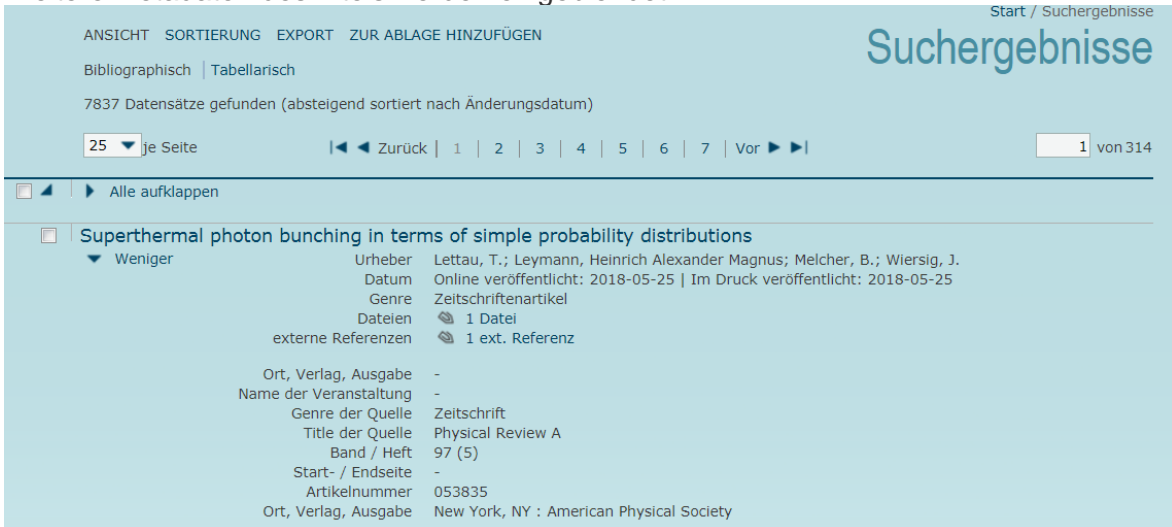 Start / Suchergebnisse
ANSICHT SORTIERUNG EXPORT ZUR ABLAGE HINZUFÜGEN
Suchergebnisse
Bibliographisch | Tabellarisch
7837 Datensätze gefunden (absteigend sortiert nach Änderungsdatum)
25 je Seite Zurück | 1 | 2 | 3 | 4 | 5 | 6 | 7 | Vor 1 von 314
Alle aufklappen
Superthermal photon bunching in terms of simple probability distributions
Weniger Urheber Lettau, T.; Leymann, Heinrich Alexander Magnus; Melcher, B.; Wiersig, J.
Datum Online veröffentlicht: 2018-05-25 | Im Druck veröffentlicht: 2018-05-25
Genre Zeitschriftenartikel
Dateien 1 Datei
externe Referenzen 1 ext. Referenz
Ort, Verlag, Ausgabe -
Name der Veranstaltung -
Genre der Quelle Zeitschrift
Title der Quelle Physical Review A
Band / Heft 97 (5)
Start- / Endseite -
Artikelnummer 053835
Ort, Verlag, Ausgabe New York, NY : American Physical Society